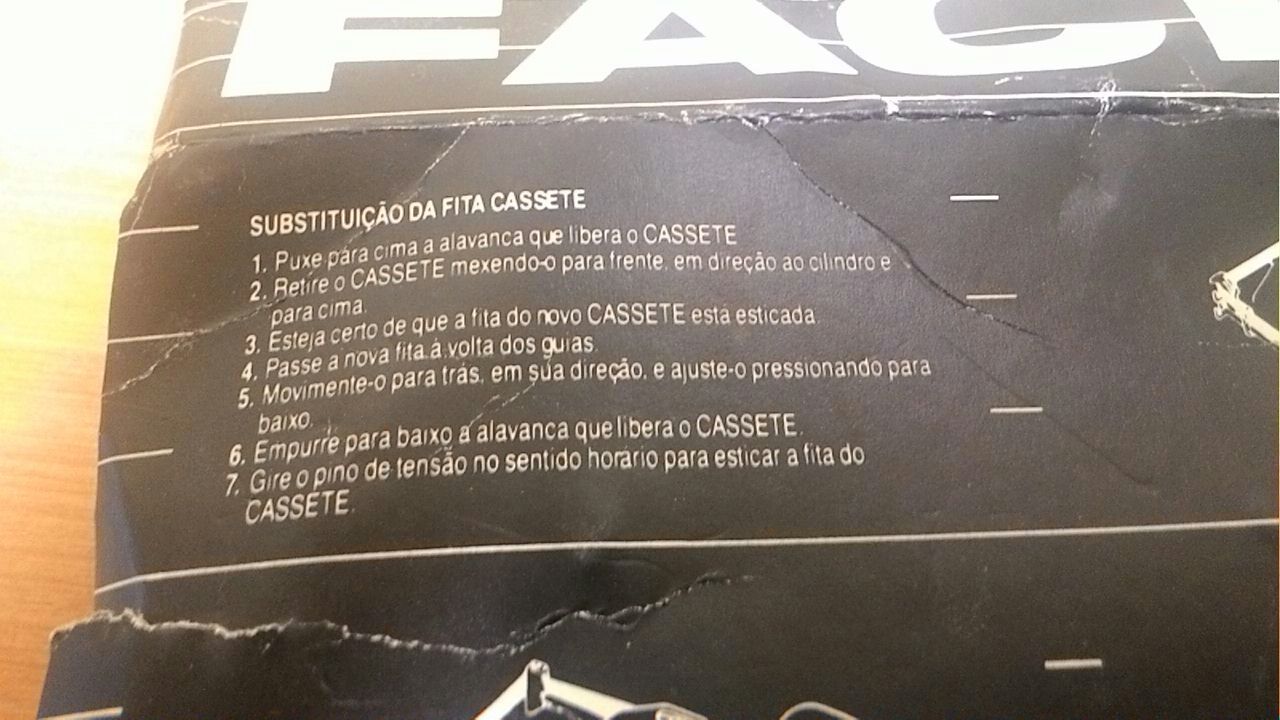 FAC
SUBSTITUIÇÃO DA FITA CASSETE
1. Puxe para cima a alavanca que libera o CASSETE
2. Retire o CASSETE mexendo-o para frente, em direção ao cilindro e
para cima.
3. Esteja certo de que a fita do novo CASSETE está esticada.
4. Passe a nova fita à volta dos guias.
5. Movimente-o para trás, em sua direção, e ajuste-o pressionando para
baixo.
6. Empurre para baixo a alavanca que libera o CASSETE.
7. Gire o pino de tensão no sentido horário para esticar a fita do
CASSETE.